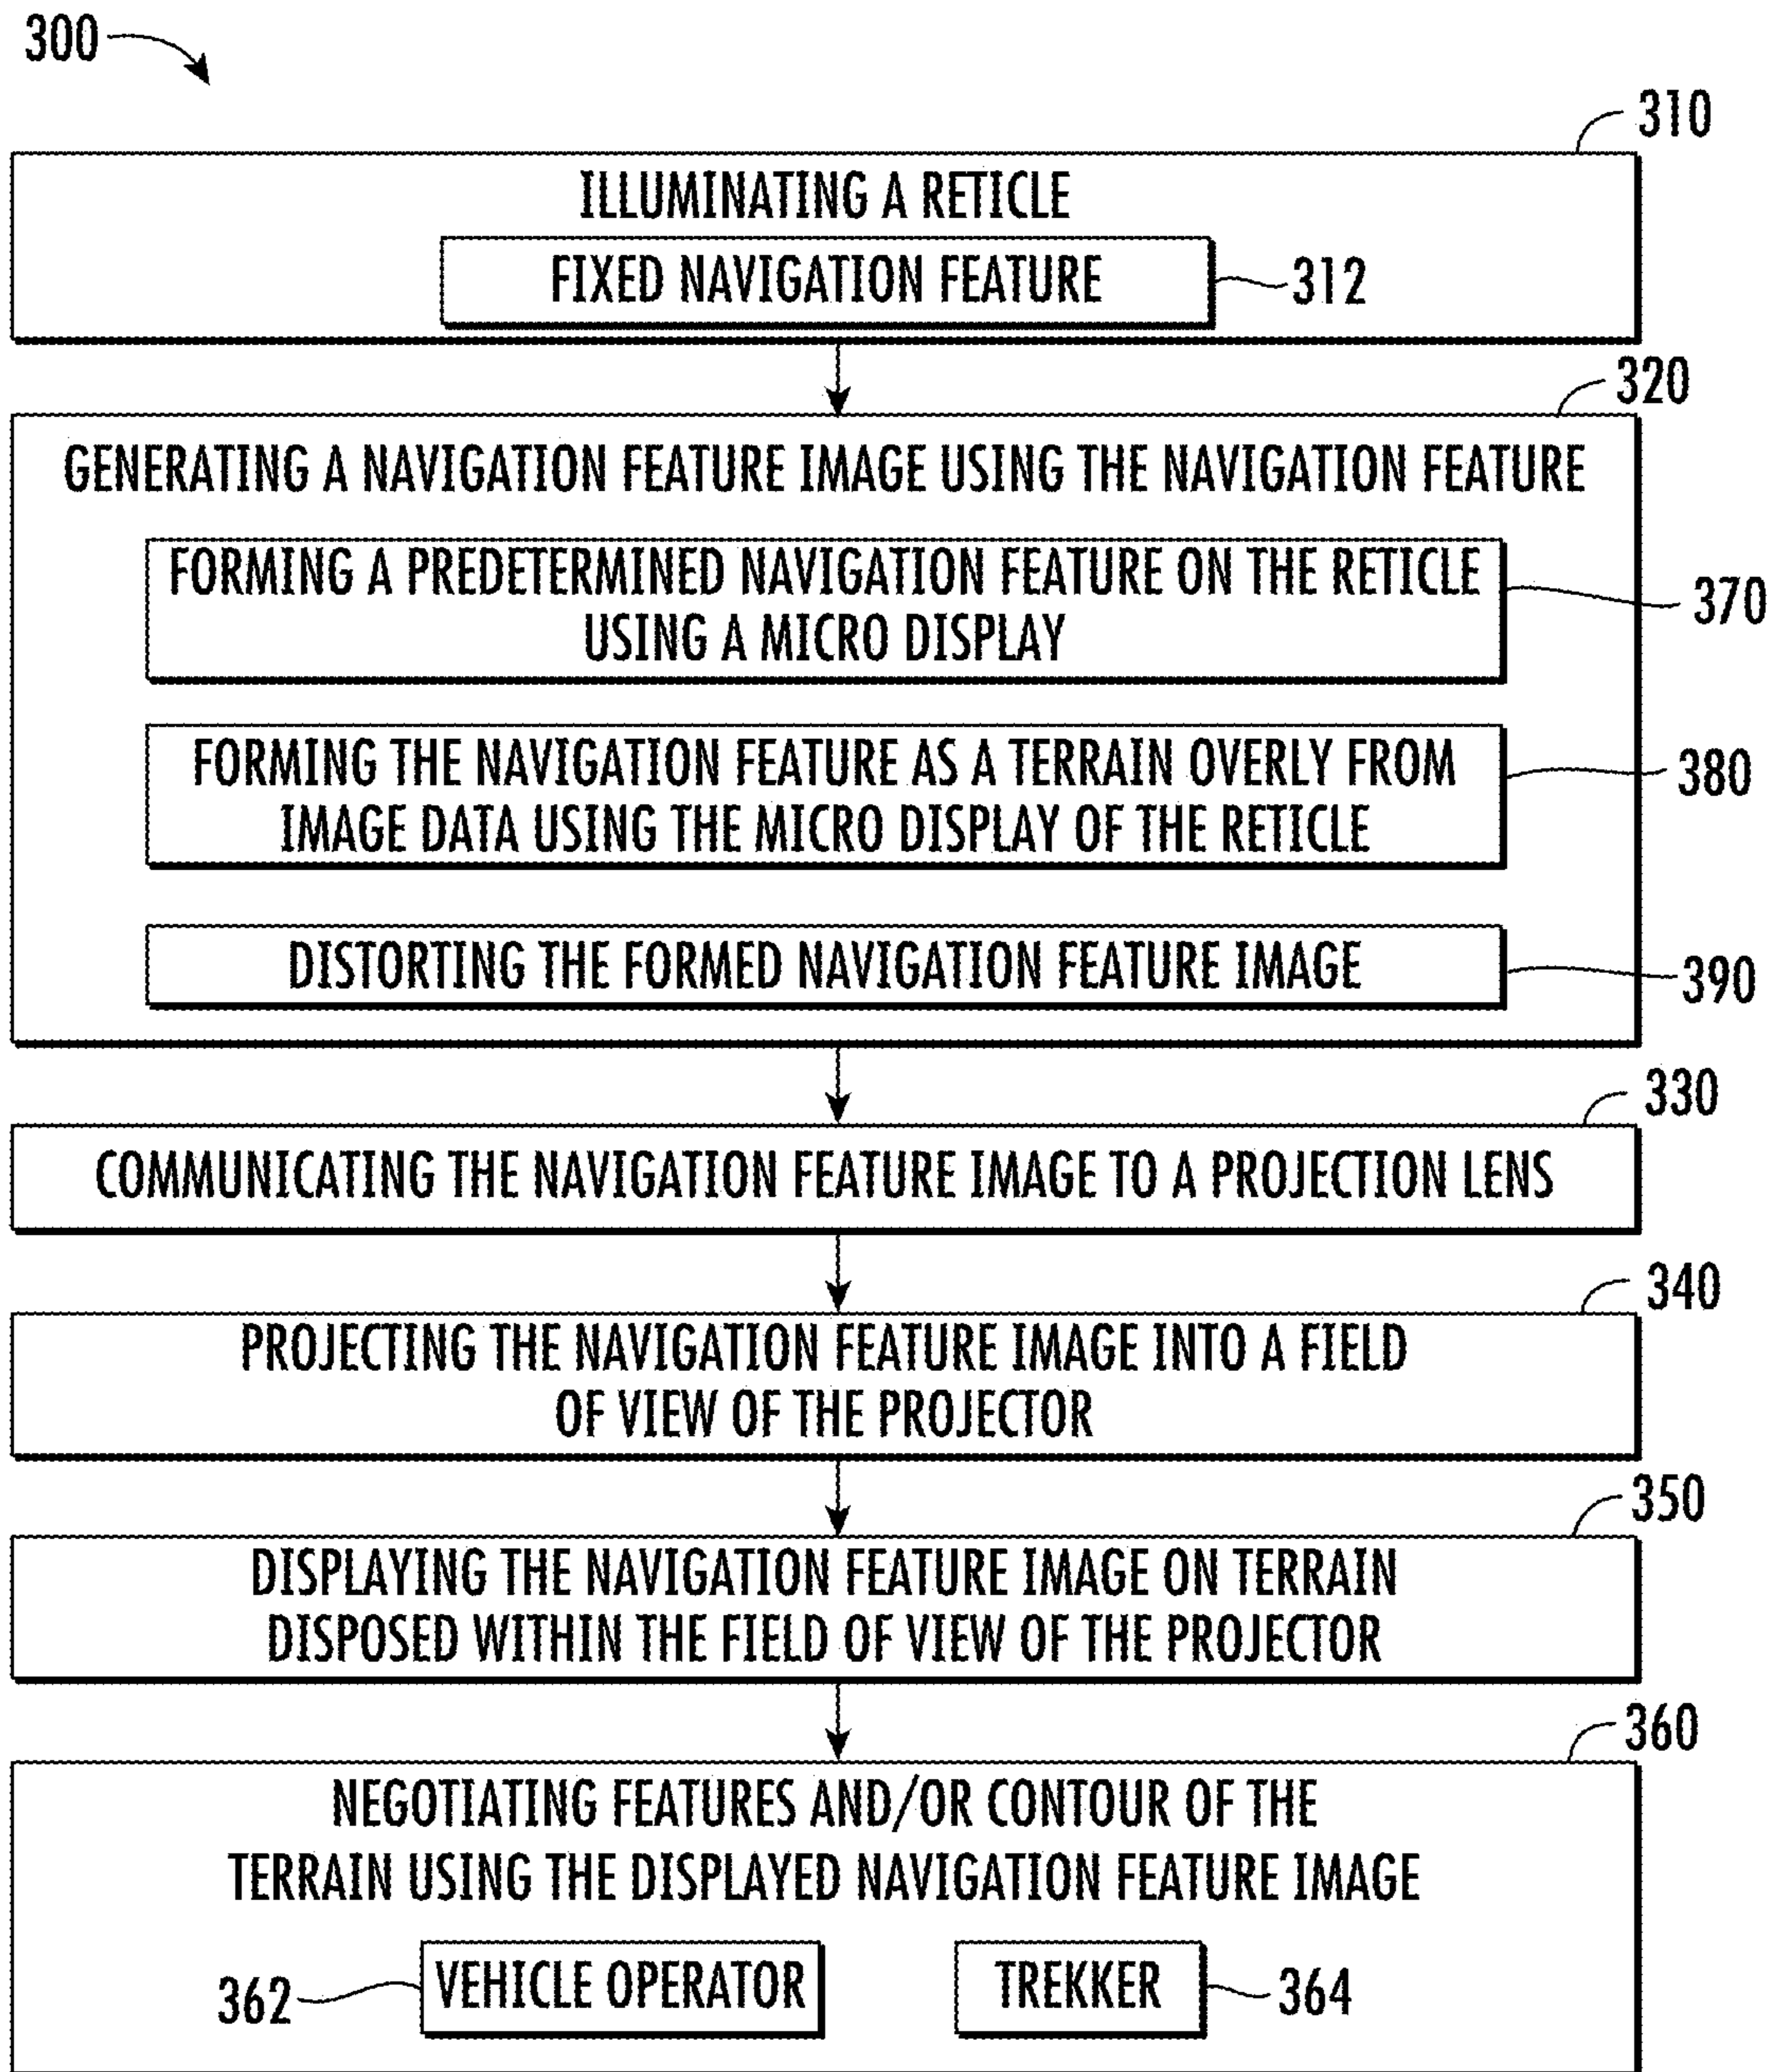 300
310
ILLUMINATING A RETICLE
FIXED NAVIGATION FEATURE
312
320
GENERATING A NAVIGATION FEATURE IMAGE USING THE NAVIGATION FEATURE
FORMING A PREDETERMINED NAVIGATION FEATURE ON THE RETICLE
USING A MICRO DISPLAY
370
FORMING THE NAVIGATION FEATURE AS A TERRAIN OVERLY FROM
IMAGE DATA USING THE MICRO DISPLAY OF THE RETICLE
380
DISTORTING THE FORMED NAVIGATION FEATURE IMAGE
390
330
COMMUNICATING THE NAVIGATION FEATURE IMAGE TO A PROJECTION LENS
340
PROJECTING THE NAVIGATION FEATURE IMAGE INTO A FIELD
OF VIEW OF THE PROJECTOR
350
DISPLAYING THE NAVIGATION FEATURE IMAGE ON TERRAIN
DISPOSED WITHIN THE FIELD OF VIEW OF THE PROJECTOR
360
NEGOTIATING FEATURES AND/OR CONTOUR OF THE
TERRAIN USING THE DISPLAYED NAVIGATION FEATURE IMAGE
362
VEHICLE OPERATOR
TREKKER
364